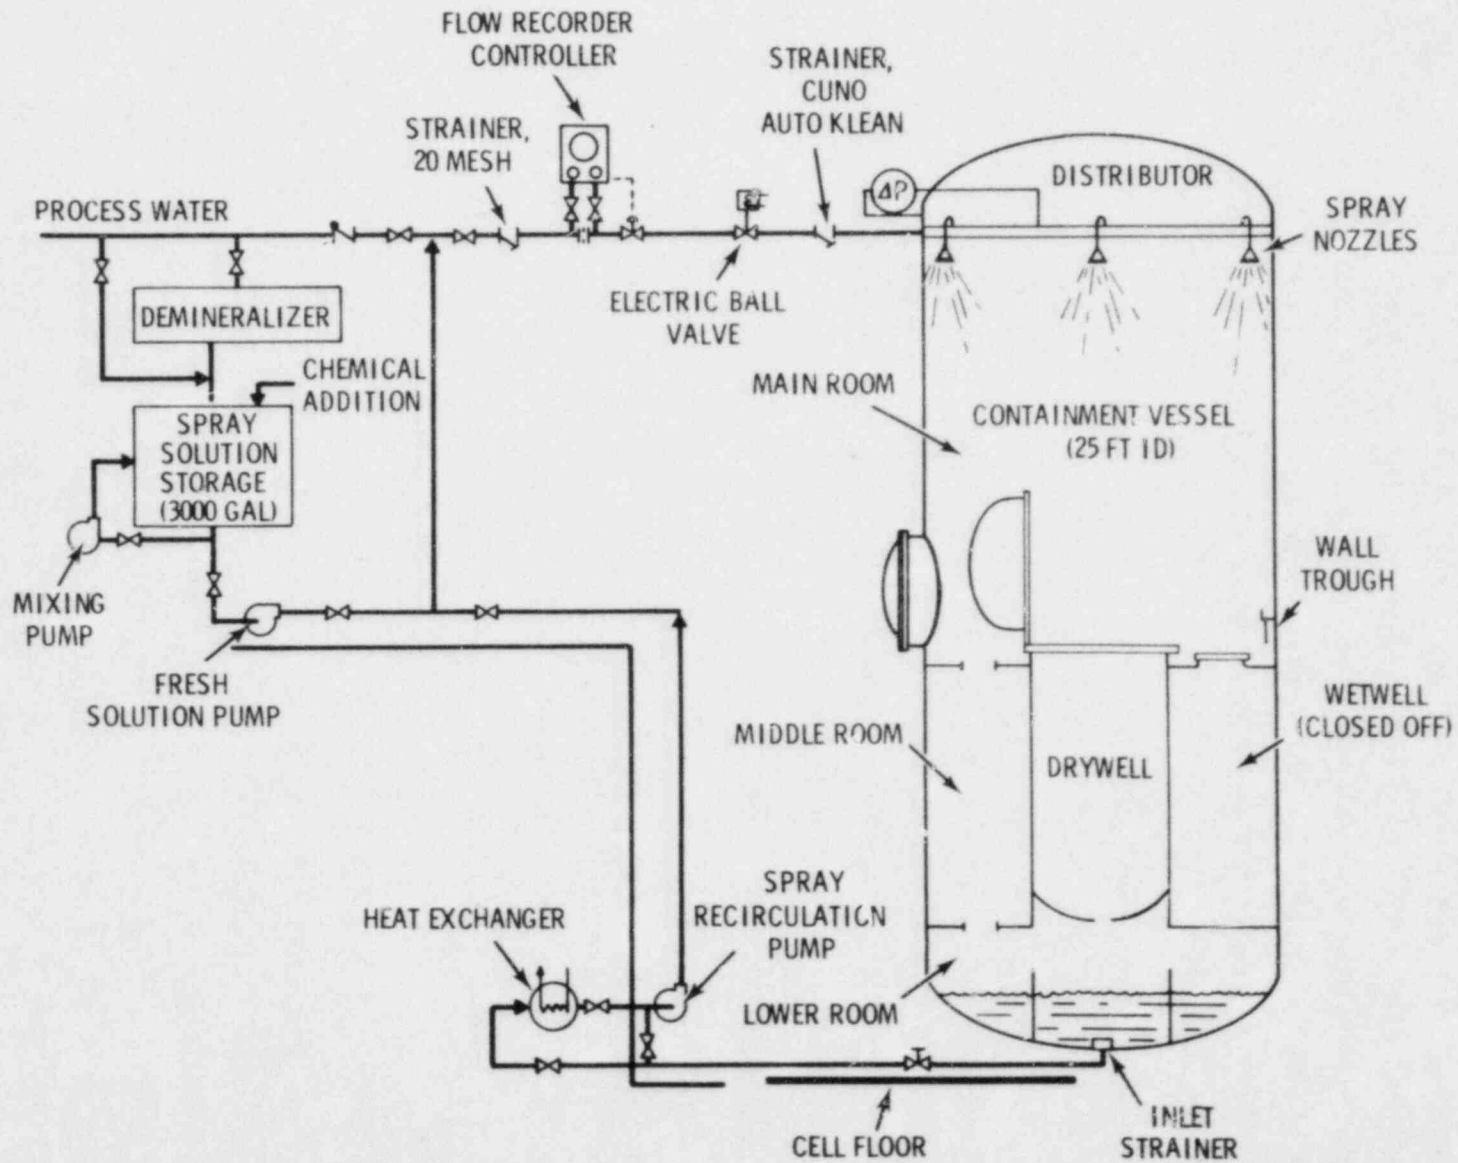 FLOW RECORDER
CONTROLLER
STRAINER,
CUNO
AUTO KLEAN
STRAINER,
20 MESH
ΔP
DISTRIBUTOR
PROCESS WATER
SPRAY
NOZZLES
DEMINERALIZER
ELECTRIC BALL
VALVE
CHEMICAL
ADDITION
MAIN ROOM
CONTAINMENT VESSEL
(25 FT ID)
SPRAY
SOLUTION
STORAGE
(3000 GAL)
WALL
TROUGH
MIXING
PUMP
FRESH
SOLUTION PUMP
WETWELL
(CLOSED OFF)
MIDDLE ROOM
DRYWELL
SPRAY
RECIRCULATION
PUMP
HEAT EXCHANGER
LOWER ROOM
INLET
STRAINER
CELL FLOOR